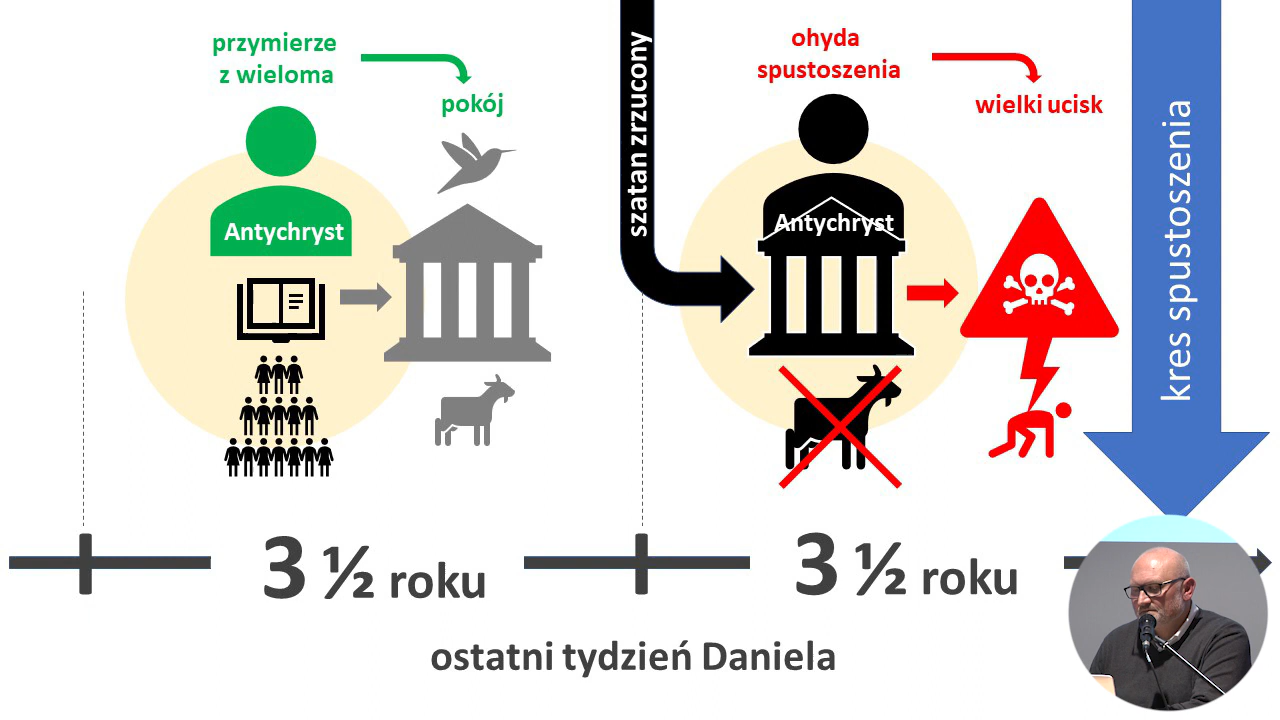 przymierze
z wieloma
pokój
Antychryst
szatan zrzucony
ohyda
spustoszenia
wielki ucisk
Antychryst
kres spustoszenia
3 ½ roku
3 ½ roku
ostatni tydzień Daniela